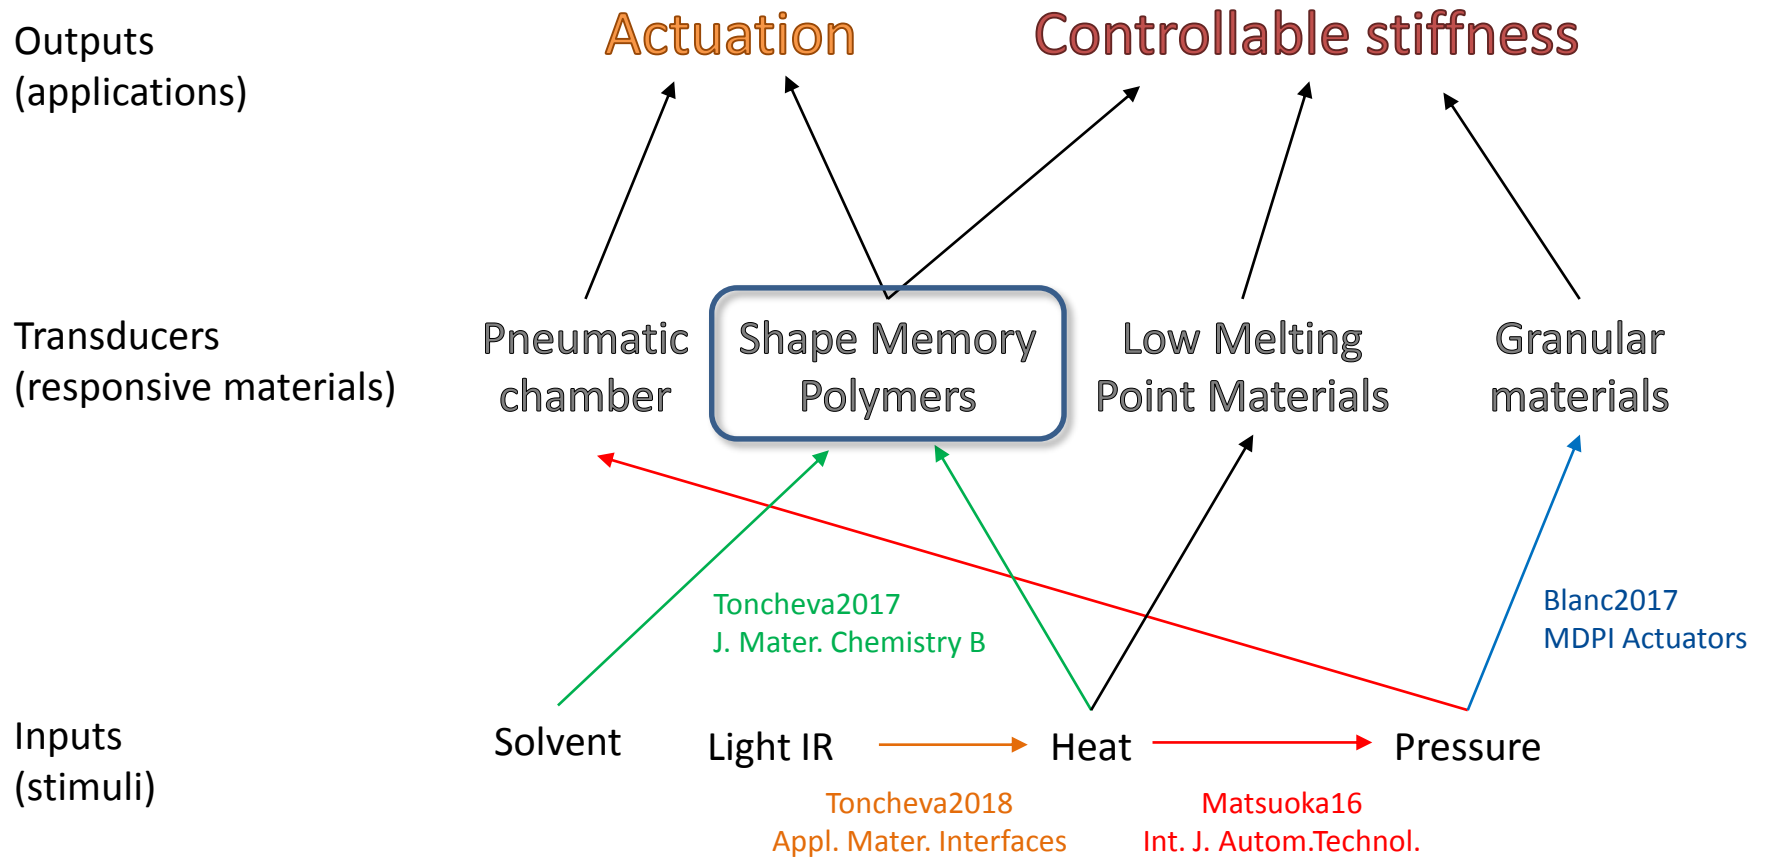 Outputs
(applications)
Actuation
Controllable stiffness
Transducers
(responsive materials)
Pneumatic
chamber
Shape Memory
Polymers
Low Melting
Point Materials
Granular
materials
Toncheva2017
J. Mater. Chemistry B
Blanc2017
MDPI Actuators
Inputs
(stimuli)
Solvent
Light IR
Heat
Pressure
Toncheva2018
Appl. Mater. Interfaces
Matsuoka16
Int. J. Autom.Technol.